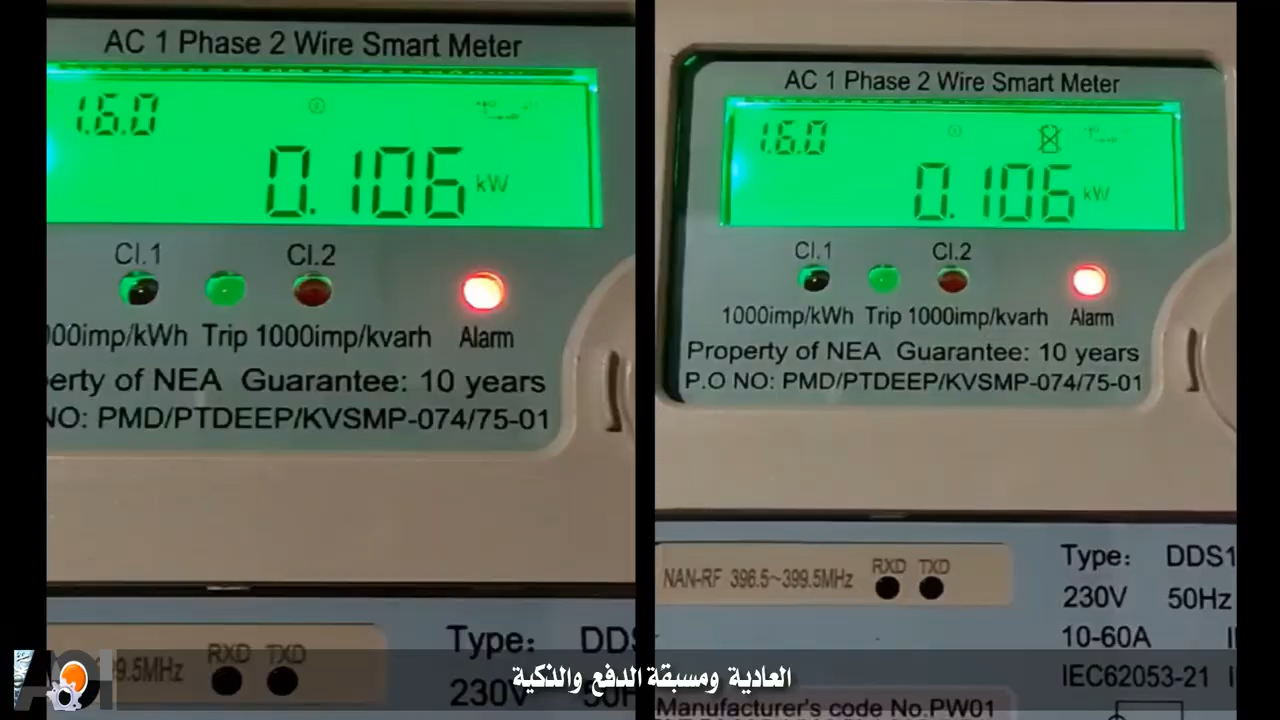 AC 1 Phase 2 Wire Smart Meter
1.6.0
0.106 kW
Cl.1 Cl.2
000imp/kWh Trip 1000imp/kvarh Alarm
erty of NEA Guarantee: 10 years
NO: PMD/PTDEEP/KVSMP-074/75-01
RXD TXD
99.5MHz
Type: DDS
230V 50H
AC 1 Phase 2 Wire Smart Meter
1.6.0
0.106 kW
Cl.1 Cl.2
1000imp/kWh Trip 1000imp/kvarh Alarm
Property of NEA Guarantee: 10 years
P.O NO: PMD/PTDEEP/KVSMP-074/75-01
RXD TXD
NAN-RF 396.5~399.5MHz
Type: DDS1
230V 50Hz
10-60A
IEC62053-21
Manufacturer's code No.PW01
العادية ومسبقة الدفع والذكية